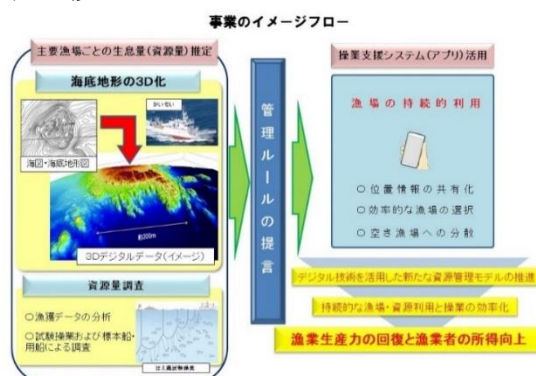 事業のイメージフロー
主要漁場ごとの生息量(資源量)推定
海底地形の3D化
かいせい
海図・海底地形図
約200m
3Dデジタルデータ(イメージ)
資源量調査
○漁獲データの分析
○試験操業および標本船・
用船による調査
管理ルールの提言
操業支援システム(アプリ)活用
漁場の持続的利用
○位置情報の共有化
○効率的な漁場の選択
○空き漁場への分散
デジタル技術を活用した新たな資源管理モデルの推進
持続的な漁場・資源利用と操業の効率化
漁業生産力の回復と漁業者の所得向上